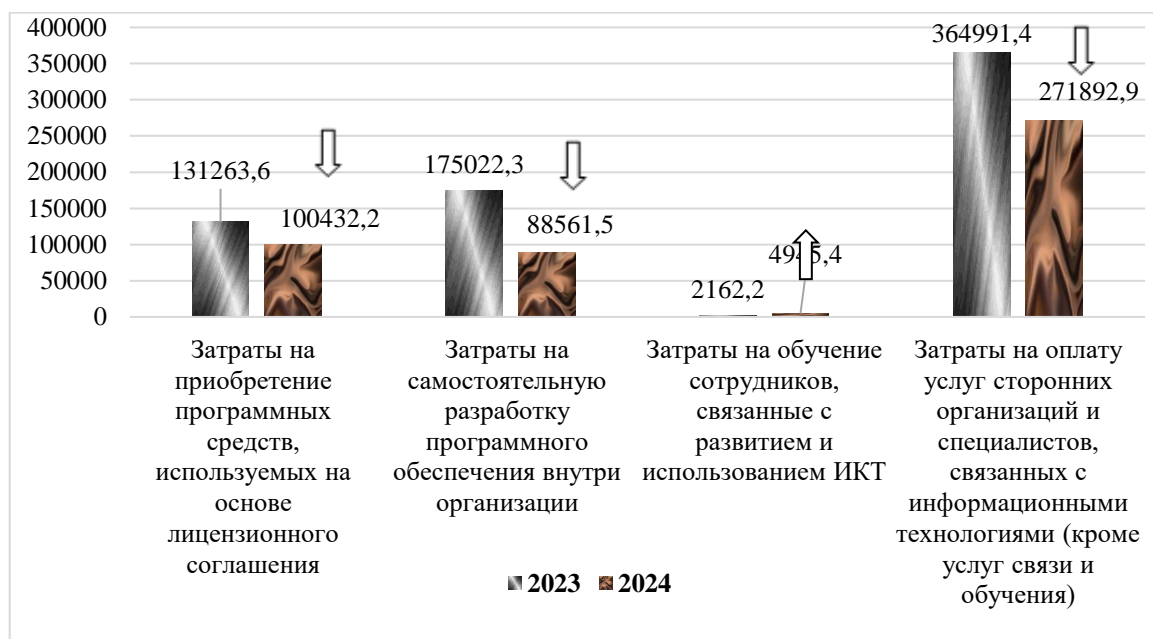 400000
350000
300000
250000
200000
150000
100000
50000
0
131263,6
100432,2
175022,3
88561,5
2162,2
364991,4
271892,9
Затраты на
приобретение
программных
средств,
используемых на
основе
лицензионного
соглашения
Затраты на
самостоятельную
разработку
программного
обеспечения внутри
организации
Затраты на обучение
сотрудников,
связанные с
развитием и
использованием ИКТ
Затраты на оплату
услуг сторонних
организаций и
специалистов,
связанных с
информационными
технологиями (кроме
услуг связи и
обучения)
2023 2024